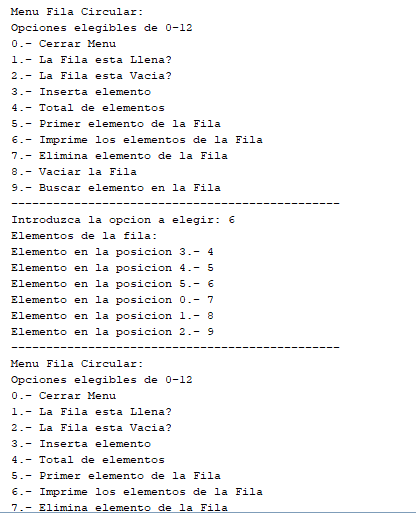 Menu Fila Circular:
Opciones elegibles de 0-12
0.- Cerrar Menu
1.- La Fila esta Llena?
2.- La Fila esta Vacia?
3.- Inserta elemento
4.- Total de elementos
5.- Primer elemento de la Fila
6.- Imprime los elementos de la Fila
7.- Elimina elemento de la Fila
8.- Vaciar la Fila
9.- Buscar elemento en la Fila
-----------------------------------------------
Introduzca la opcion a elegir: 6
Elementos de la fila:
Elemento en la posicion 3.- 4
Elemento en la posicion 4.- 5
Elemento en la posicion 5.- 6
Elemento en la posicion 0.- 7
Elemento en la posicion 1.- 8
Elemento en la posicion 2.- 9
-----------------------------------------------
Menu Fila Circular:
Opciones elegibles de 0-12
0.- Cerrar Menu
1.- La Fila esta Llena?
2.- La Fila esta Vacia?
3.- Inserta elemento
4.- Total de elementos
5.- Primer elemento de la Fila
6.- Imprime los elementos de la Fila
7.- Elimina elemento de la Fila